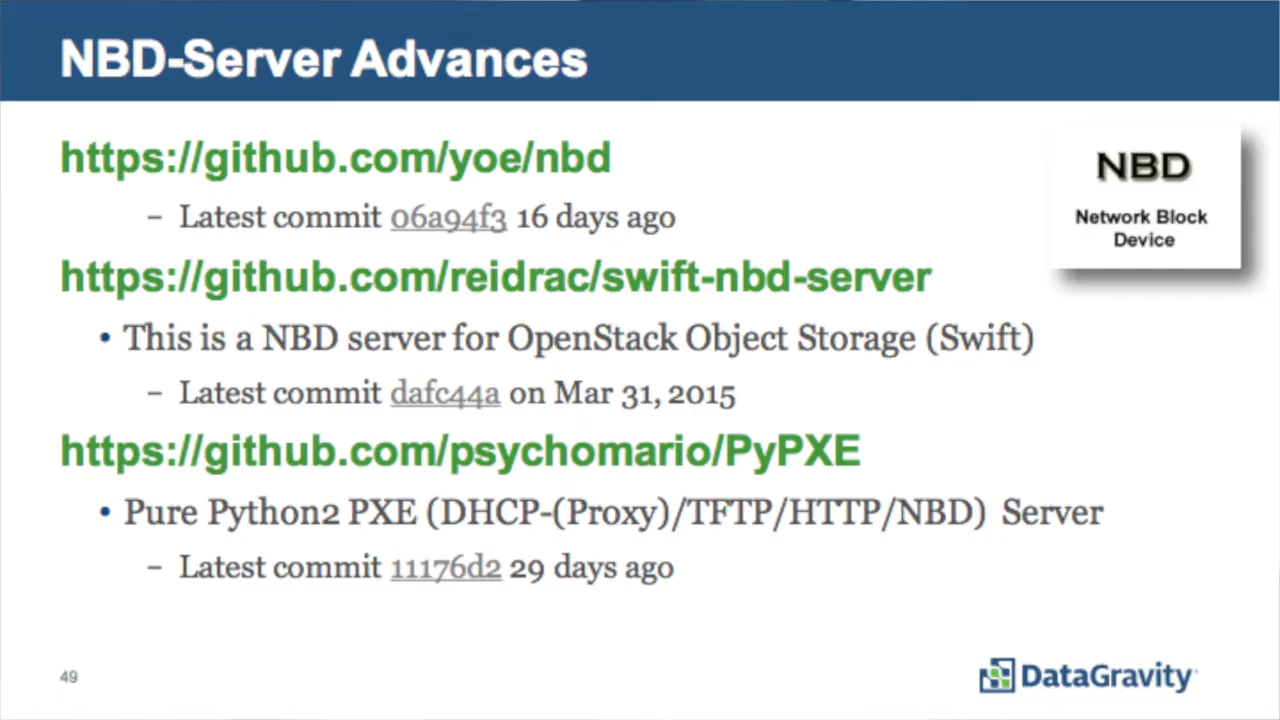 NBD-Server Advances
https://github.com/yoe/nbd
– Latest commit 06a94f3 16 days ago
NBD
Network Block
Device
https://github.com/reidrac/swift-nbd-server
• This is a NBD server for OpenStack Object Storage (Swift)
– Latest commit dafc44a on Mar 31, 2015
https://github.com/psychomario/PyPXE
• Pure Python2 PXE (DHCP-(Proxy)/TFTP/HTTP/NBD) Server
– Latest commit 11176d2 29 days ago
49
DataGravity